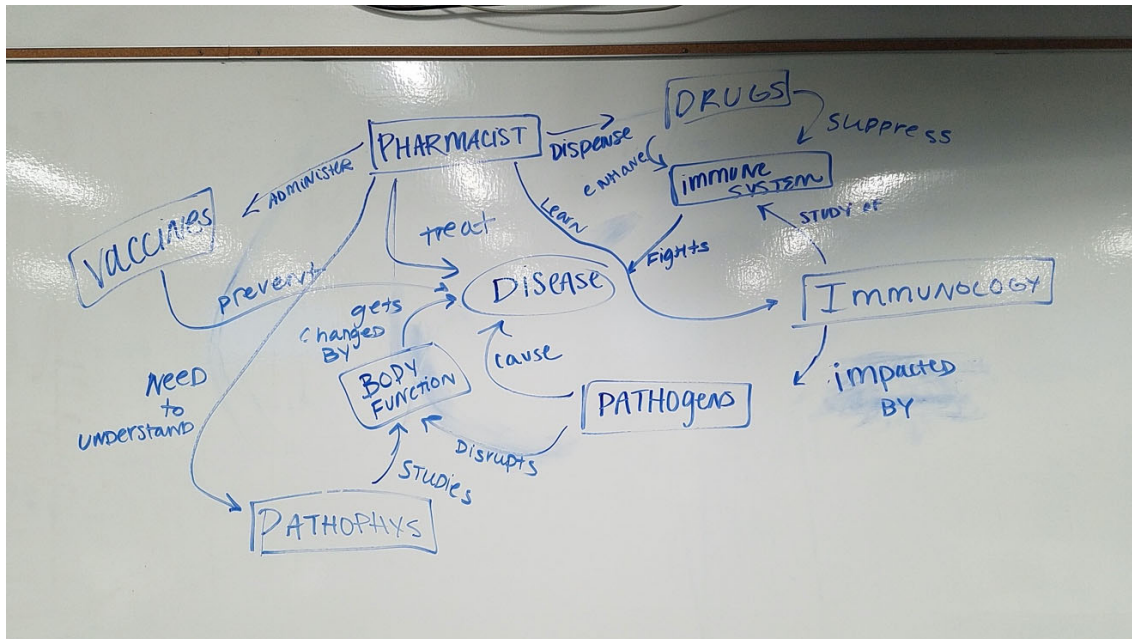 DRUGS
SUPPress
PHARMACIST
DISPENSE
eNHANCE
immUNE
SYSTEM
ADMINISTER
Learn
STUDY of
vaccinies
treat
Fights
prevent
DISEASE
ImmUNOLOGY
gets
changed
BY
cause
impacted
BY
NEED
to
UNDERSTAND
BODY
FUNCTION
PATHOgens
Disrupts
STUDies
PATHOPHYS